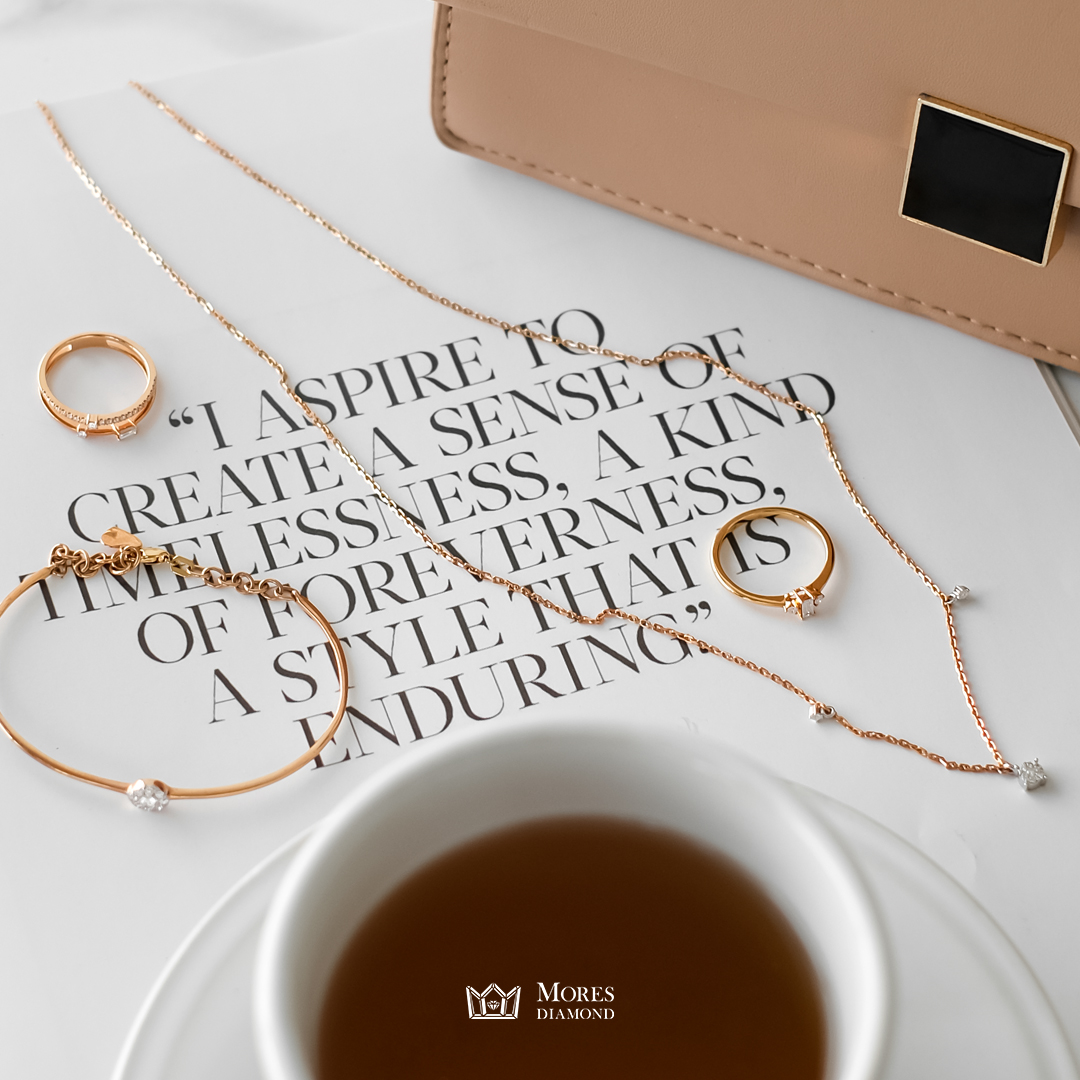 “I ASPIRE TO
CREATE A SENSE OF
TIMELESSNESS, A KIND
OF FOREVERNESS,
A STYLE THAT IS
ENDURING”
MORES
DIAMOND